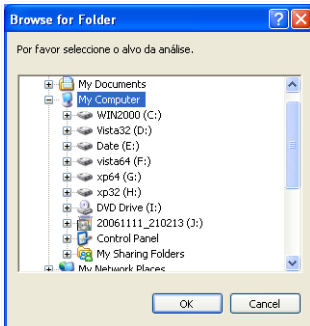 Browse for Folder
Por favor seleccione o alvo da análise.
My Documents
My Computer
WIN2000 (C:)
Vista32 (D:)
Date (E:)
vista64 (F:)
xp64 (G:)
xp32 (H:)
DVD Drive (I:)
20061111_210213 (J:)
Control Panel
My Sharing Folders
My Network Places
OK
Cancel